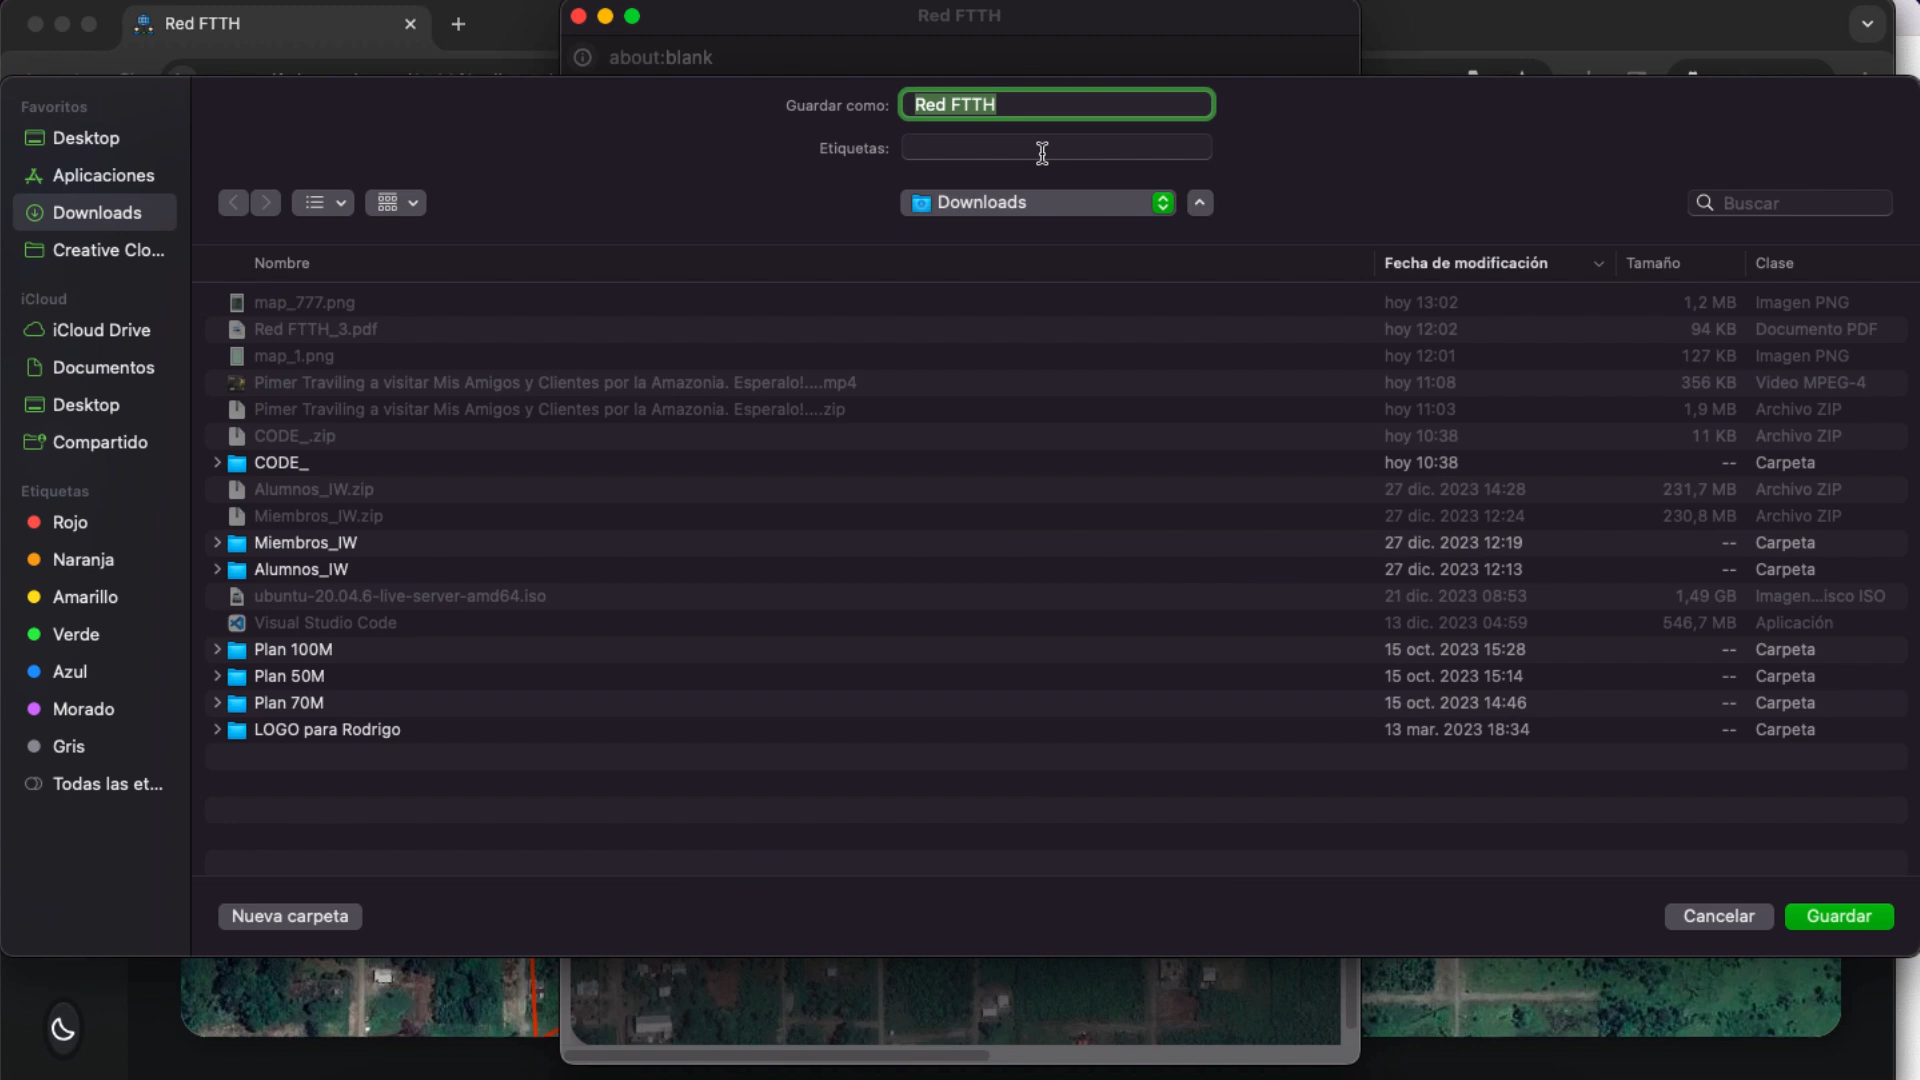 Red FTTH
Red FTTH
about:blank
Favoritos
Desktop
Aplicaciones
Downloads
Creative Clo...
iCloud
iCloud Drive
Documentos
Desktop
Compartido
Etiquetas
Rojo
Naranja
Amarillo
Verde
Azul
Morado
Gris
Todas las et...
Guardar como: Red FTTH
Etiquetas:
Downloads
Buscar
Nombre Fecha de modificación Tamaño Clase
map_777.png hoy 13:02 1,2 MB Imagen PNG
Red FTTH_3.pdf hoy 12:02 94 KB Documento PDF
map_1.png hoy 12:01 127 KB Imagen PNG
Pimer Traviling a visitar Mis Amigos y Clientes por la Amazonia. Esperalo!....mp4 hoy 11:08 356 KB Video MPEG-4
Pimer Traviling a visitar Mis Amigos y Clientes por la Amazonia. Esperalo!....zip hoy 11:03 1,9 MB Archivo ZIP
CODE_.zip hoy 10:38 11 KB Archivo ZIP
CODE_ hoy 10:38 -- Carpeta
Alumnos_IW.zip 27 dic. 2023 14:28 231,7 MB Archivo ZIP
Miembros_IW.zip 27 dic. 2023 12:24 230,8 MB Archivo ZIP
Miembros_IW 27 dic. 2023 12:19 -- Carpeta
Alumnos_IW 27 dic. 2023 12:13 -- Carpeta
ubuntu-20.04.6-live-server-amd64.iso 21 dic. 2023 08:53 1,49 GB Imagen...isco ISO
Visual Studio Code 13 dic. 2023 04:59 546,7 MB Aplicación
Plan 100M 15 oct. 2023 15:28 -- Carpeta
Plan 50M 15 oct. 2023 15:14 -- Carpeta
Plan 70M 15 oct. 2023 14:46 -- Carpeta
LOGO para Rodrigo 13 mar. 2023 18:34 -- Carpeta
Nueva carpeta
Cancelar
Guardar